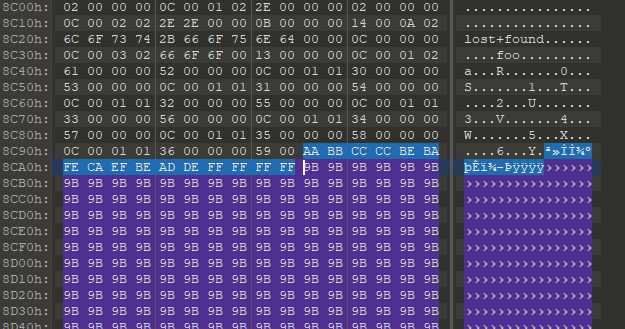 8C00h: 02 00 00 00 0C 00 01 02 2E 00 00 00 02 00 00 00 ................
8C10h: 0C 00 02 02 2E 2E 00 00 0B 00 00 00 14 00 0A 02 ................
8C20h: 6C 6F 73 74 2B 66 6F 75 6E 64 00 00 0C 00 00 00 lost+found......
8C30h: 0C 00 03 02 66 6F 6F 00 13 00 00 00 0C 00 01 02 ....foo.........
8C40h: 61 00 00 00 52 00 00 00 0C 00 01 01 30 00 00 00 a...R.......0...
8C50h: 53 00 00 00 0C 00 01 01 31 00 00 00 54 00 00 00 S.......1...T...
8C60h: 0C 00 01 01 32 00 00 00 55 00 00 00 0C 00 01 01 ....2...U.......
8C70h: 33 00 00 00 56 00 00 00 0C 00 01 01 34 00 00 00 3...V.......4...
8C80h: 57 00 00 00 0C 00 01 01 35 00 00 00 58 00 00 00 W.......5...X...
8C90h: 0C 00 01 01 36 00 00 00 59 00 AA BB CC CC BE BA ....6...Y.ª»ÌÌ¾º
8CA0h: FE CA EF BE AD DE FF FF FF FF 9B 9B 9B 9B 9B 9B þÊï¾-Þÿÿÿÿ››››››
8CB0h: 9B 9B 9B 9B 9B 9B 9B 9B 9B 9B 9B 9B 9B 9B 9B 9B ››››››››››››››››
8CC0h: 9B 9B 9B 9B 9B 9B 9B 9B 9B 9B 9B 9B 9B 9B 9B 9B ››››››››››››››››
8CD0h: 9B 9B 9B 9B 9B 9B 9B 9B 9B 9B 9B 9B 9B 9B 9B 9B ››››››››››››››››
8CE0h: 9B 9B 9B 9B 9B 9B 9B 9B 9B 9B 9B 9B 9B 9B 9B 9B ››››››››››››››››
8CF0h: 9B 9B 9B 9B 9B 9B 9B 9B 9B 9B 9B 9B 9B 9B 9B 9B ››››››››››››››››
8D00h: 9B 9B 9B 9B 9B 9B 9B 9B 9B 9B 9B 9B 9B 9B 9B 9B ››››››››››››››››
8D10h: 9B 9B 9B 9B 9B 9B 9B 9B 9B 9B 9B 9B 9B 9B 9B 9B ››››››››››››››››
8D20h: 9B 9B 9B 9B 9B 9B 9B 9B 9B 9B 9B 9B 9B 9B 9B 9B ››››››››››››››››
8D30h: 9B 9B 9B 9B 9B 9B 9B 9B 9B 9B 9B 9B 9B 9B 9B 9B ››››››››››››››››
8D40h: 9B 9B 9B 9B 9B 9B 9B 9B 9B 9B 9B 9B 9B 9B 9B 9B ››››››››››››››››